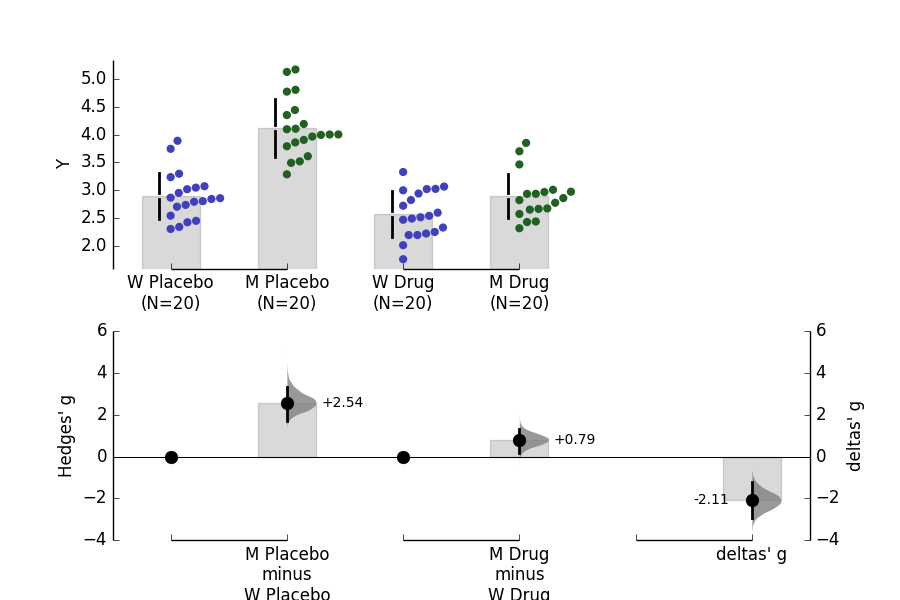 5.0
4.5
4.0
3.5
3.0
2.5
2.0
Y
W Placebo
(N=20)
M Placebo
(N=20)
W Drug
(N=20)
M Drug
(N=20)
6
4
2
0
−2
−4
Hedges' g
+2.54
+0.79
-2.11
6
4
2
0
−2
−4
deltas' g
M Placebo
minus
W Placebo
M Drug
minus
W Drug
deltas' g